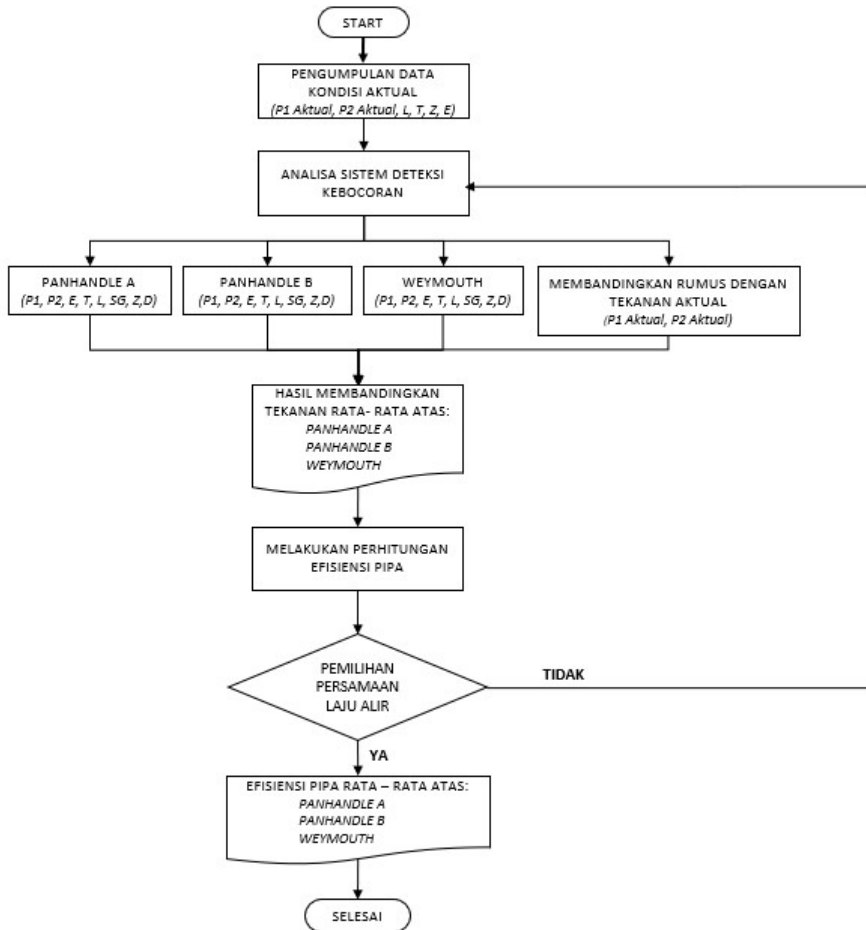 START
PENGUMPULAN DATA
KONDISI AKTUAL
(P1 Aktual, P2 Aktual, L, T, Z, E)
ANALISA SISTEM DETEKSI
KEBOCORAN
PANHANDLE A
(P1, P2, E, T, L, SG, Z,D)
PANHANDLE B
(P1, P2, E, T, L, SG, Z,D)
WEYMOUTH
(P1, P2, E, T, L, SG, Z,D)
MEMBANDINGKAN RUMUS DENGAN
TEKANAN AKTUAL
(P1 Aktual, P2 Aktual)
HASIL MEMBANDINGKAN
TEKANAN RATA- RATA ATAS:
PANHANDLE A
PANHANDLE B
WEYMOUTH
MELAKUKAN PERHITUNGAN
EFISIENSI PIPA
PEMILIHAN
PERSAMAAN
LAJU ALIR
TIDAK
YA
EFISIENSI PIPA RATA – RATA ATAS:
PANHANDLE A
PANHANDLE B
WEYMOUTH
SELESAI